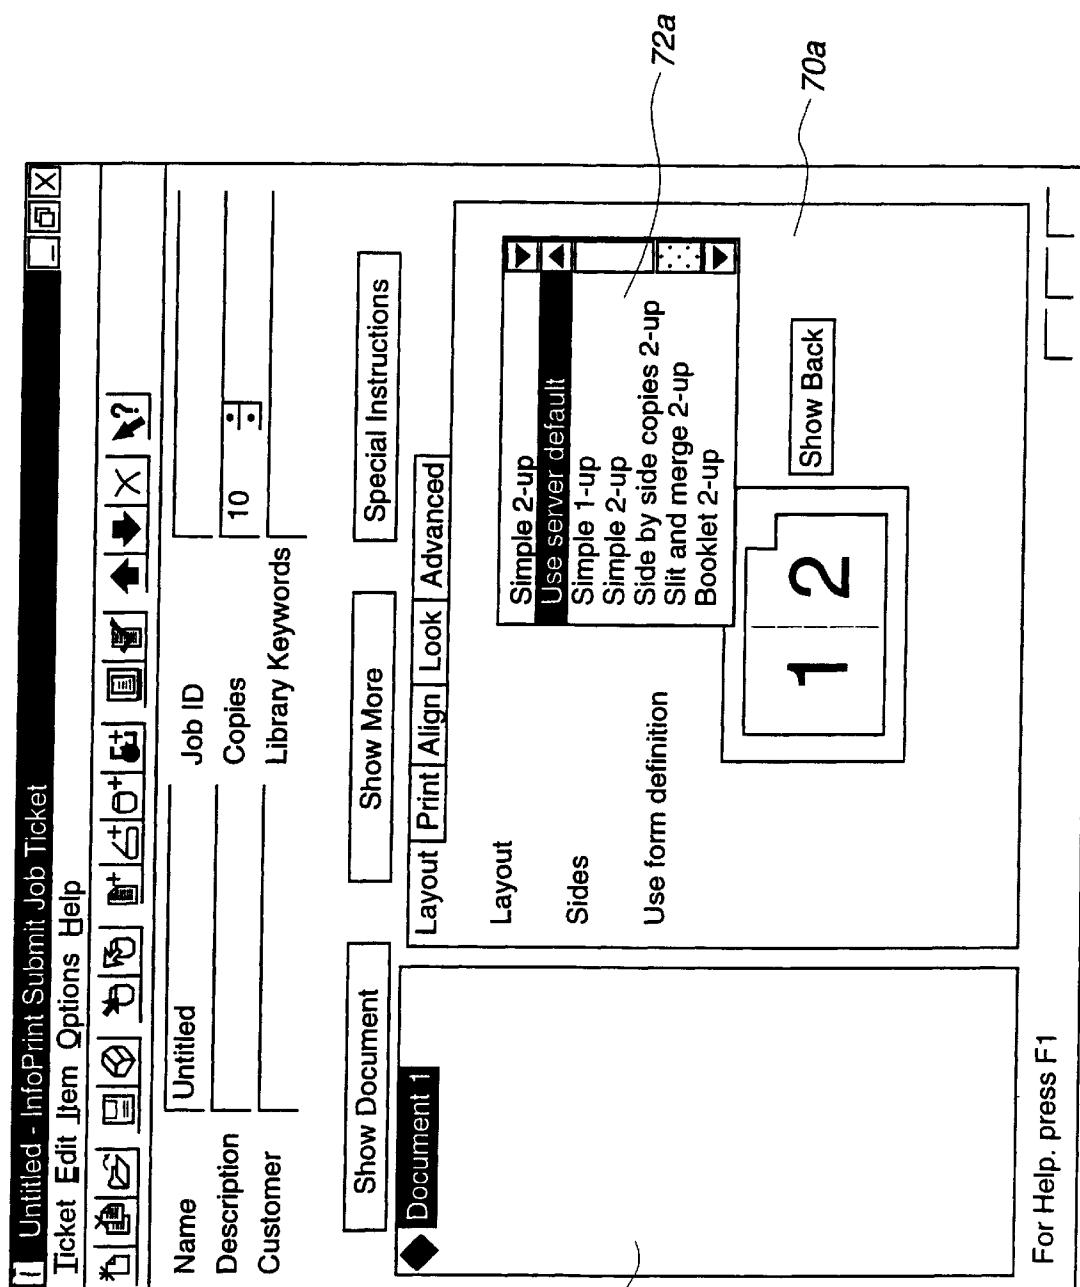 Untitled - InfoPrint Submit Job Ticket
Ticket Edit Item Options Help
Name Untitled Job ID
Description Copies 10
Customer Library Keywords
Show Document Show More Special Instructions
Document 1
Layout Print Align Look Advanced
Layout Simple 2-up
Use server default
Sides Simple 1-up
Simple 2-up
Side by side copies 2-up
Use form definition Slit and merge 2-up
Booklet 2-up
1 2
Show Back
For Help, press F1
72a
70a